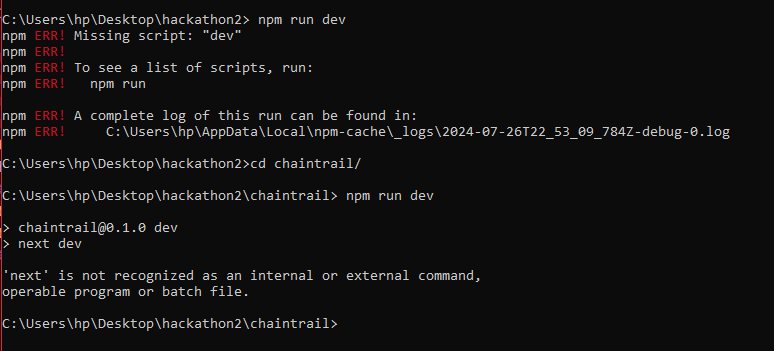 C:\Users\hp\Desktop\hackathon2> npm run dev
npm ERR! Missing script: "dev"
npm ERR!
npm ERR! To see a list of scripts, run:
npm ERR!   npm run
npm ERR! A complete log of this run can be found in:
npm ERR!     C:\Users\hp\AppData\Local\npm-cache\_logs\2024-07-26T22_53_09_784Z-debug-0.log
C:\Users\hp\Desktop\hackathon2>cd chaintrail/
C:\Users\hp\Desktop\hackathon2\chaintrail> npm run dev
> chaintrail@0.1.0 dev
> next dev
'next' is not recognized as an internal or external command,
operable program or batch file.
C:\Users\hp\Desktop\hackathon2\chaintrail>